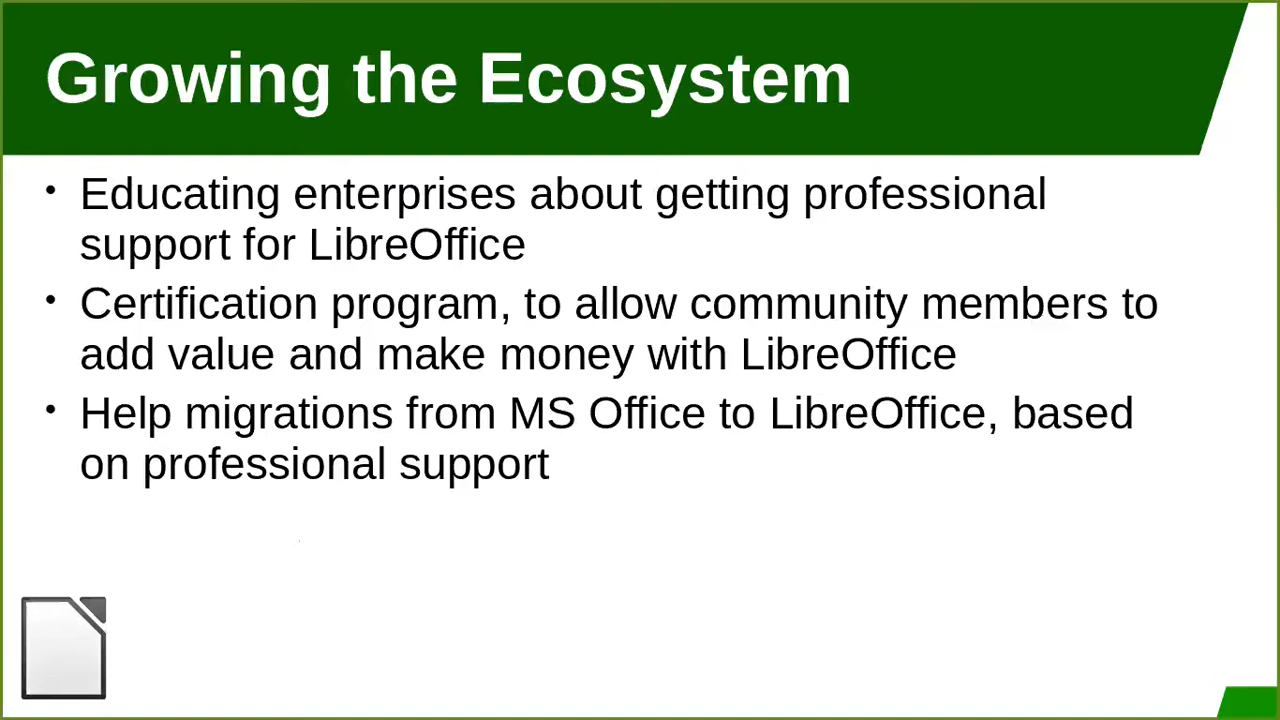 Growing the Ecosystem
• Educating enterprises about getting professional
support for LibreOffice
• Certification program, to allow community members to
add value and make money with LibreOffice
• Help migrations from MS Office to LibreOffice, based
on professional support